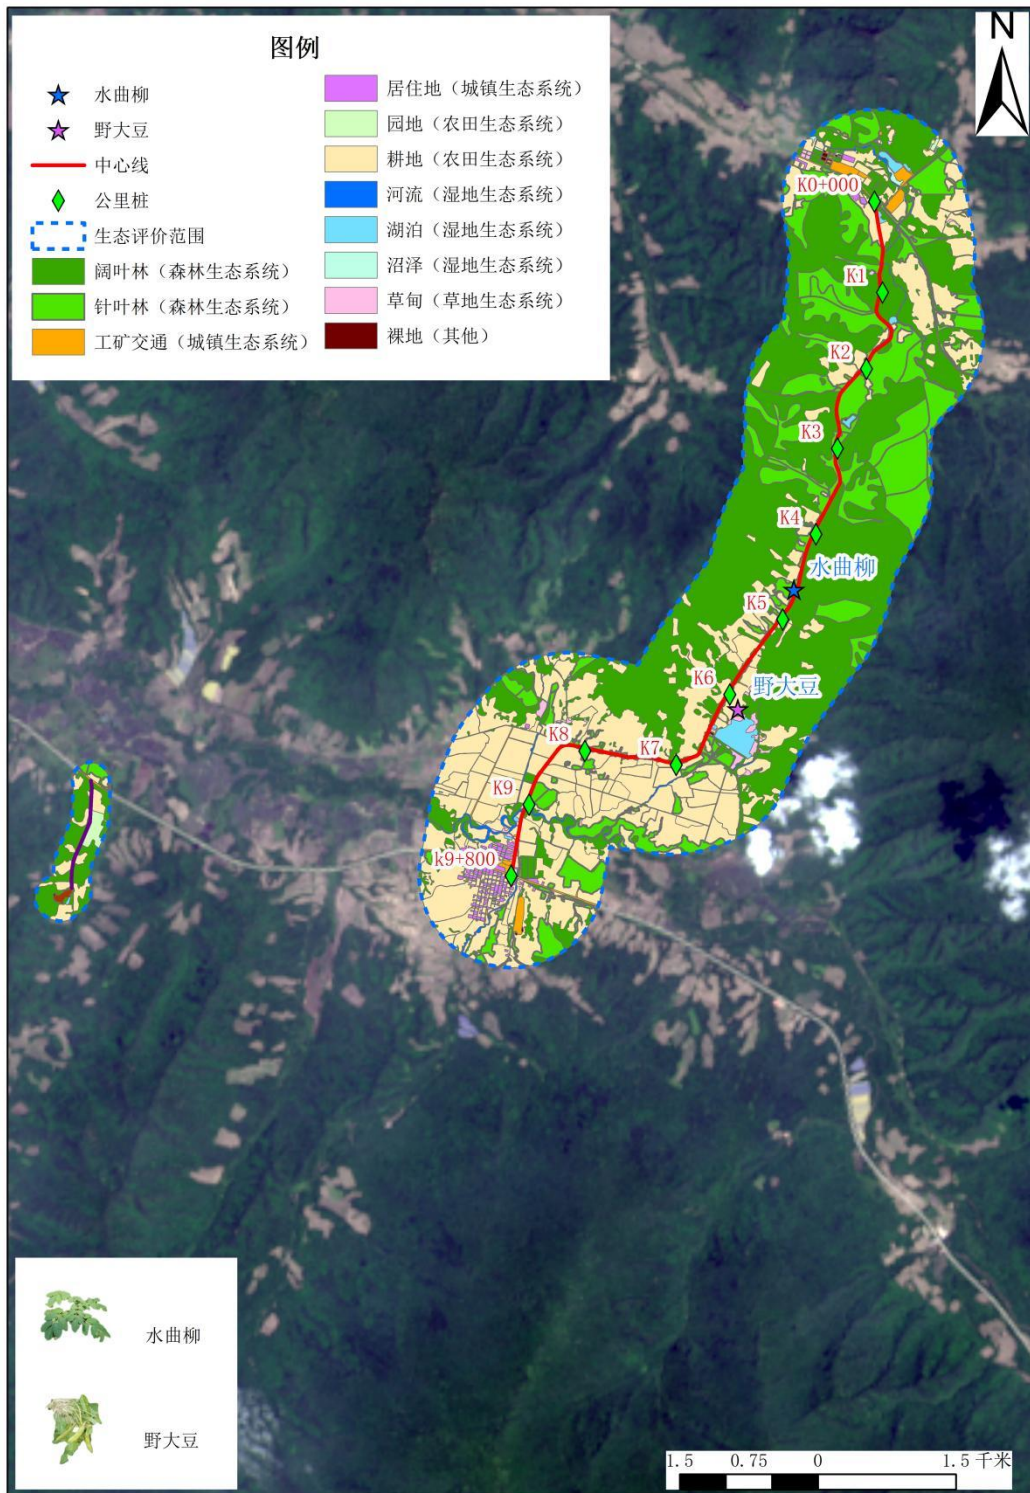 图例
水曲柳
野大豆
中心线
公里桩
生态评价范围
阔叶林（森林生态系统）
针叶林（森林生态系统）
工矿交通（城镇生态系统）
居住地（城镇生态系统）
园地（农田生态系统）
耕地（农田生态系统）
河流（湿地生态系统）
湖泊（湿地生态系统）
沼泽（湿地生态系统）
草甸（草地生态系统）
裸地（其他）
N
K0+000
K1
K2
K3
K4
水曲柳
K5
K6
野大豆
K7
K8
K9
k9+800
水曲柳
野大豆
1.5 0.75 0 1.5 千米